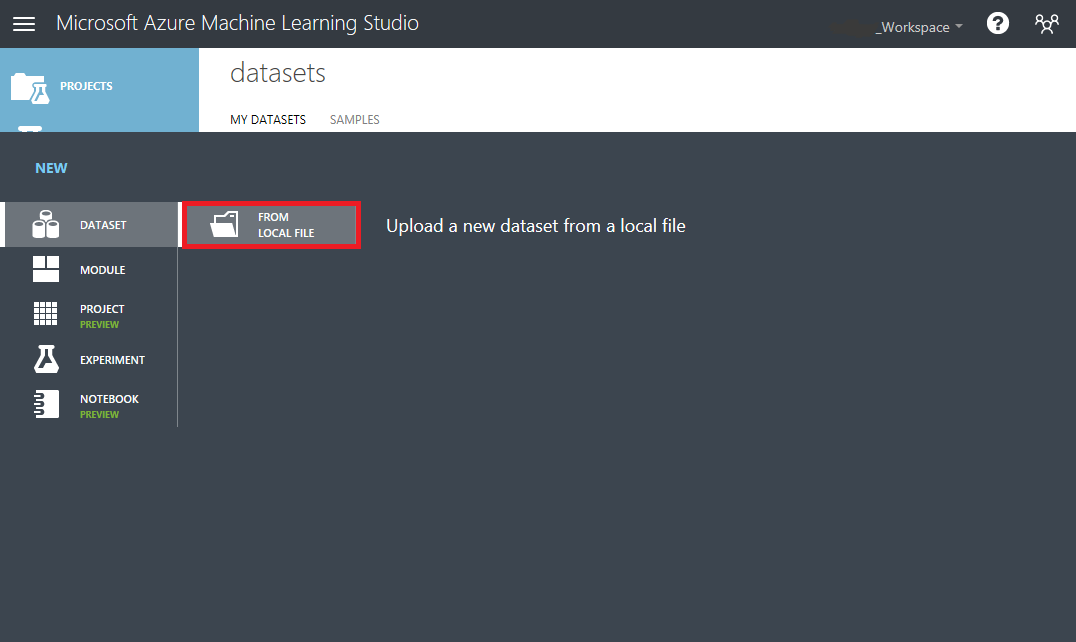 Microsoft Azure Machine Learning Studio
_Workspace
?
PROJECTS
datasets
MY DATASETS
SAMPLES
NEW
DATASET
FROM
LOCAL FILE
Upload a new dataset from a local file
MODULE
PROJECT
PREVIEW
EXPERIMENT
NOTEBOOK
PREVIEW